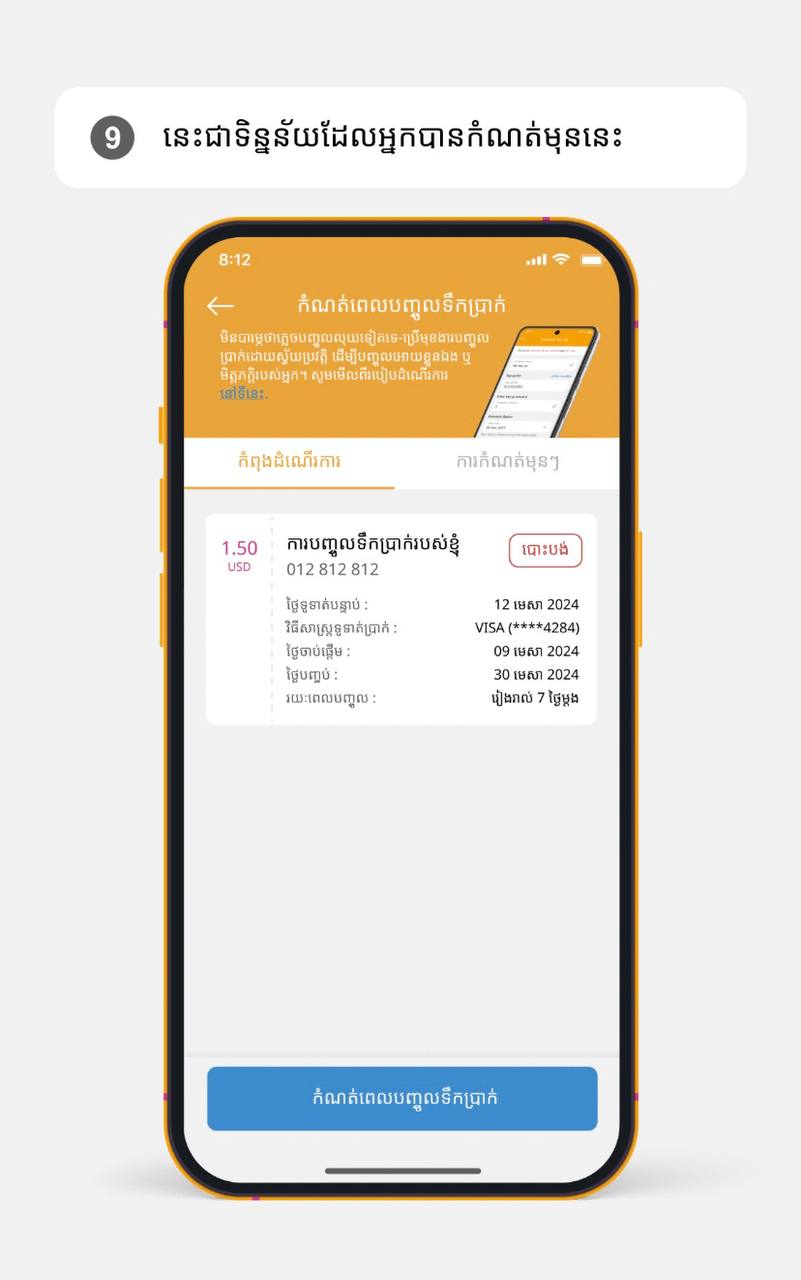 9 នេះជាទិន្នន័យដែលអ្នកបានកំណត់មុននេះ
8:12
កំណត់ពេលបញ្ចូលទឹកប្រាក់
មិនបារម្ភថាភ្លេចបញ្ចូលលុយទៀតទេ-ប្រើមុខងារបញ្ចូល
ប្រាក់ដោយស្វ័យប្រវត្តិ ដើម្បីបញ្ចូលអោយខ្លួនឯង ឬ
មិត្តភក្តិរបស់អ្នក។ សូមមើលពីរបៀបដំណើរការ
នៅទីនេះ.
កំពុងដំណើរការ
ការកំណត់មុនៗ
1.50
USD
ការបញ្ចូលទឹកប្រាក់របស់ខ្ញុំ
បោះបង់
012 812 812
ថ្ងៃទូទាត់បន្ទាប់ : 12 មេសា 2024
វិធីសាស្ត្រទូទាត់ប្រាក់ : VISA (****4284)
ថ្ងៃចាប់ផ្តើម : 09 មេសា 2024
ថ្ងៃបញ្ចប់ : 30 មេសា 2024
រយៈពេលបញ្ចូល : រៀងរាល់ 7 ថ្ងៃម្តង
កំណត់ពេលបញ្ចូលទឹកប្រាក់